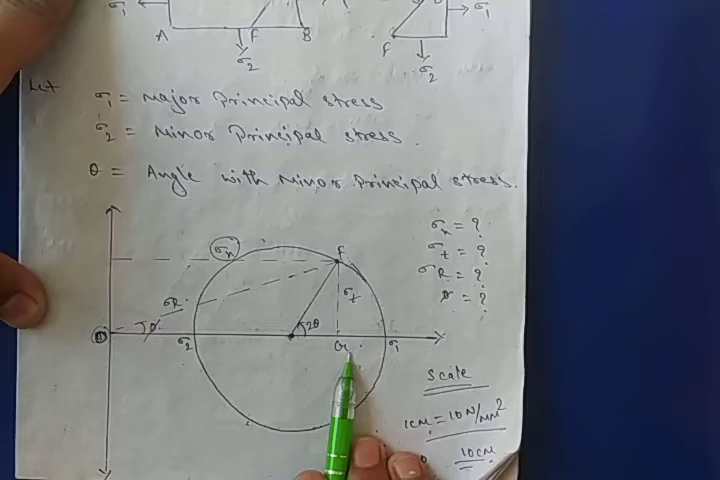 σ1 σ1
A F B F
σ2 σ2
Let σ1 = Major Principal stress
σ2 = Minor Principal stress.
θ = Angle with Minor Principal stress.
σn = ?
σt = ?
σR = ?
ø = ?
σn F
σR σt
ø 2θ
σ2 G σ1
Scale
1cm = 10N/mm²
10cm